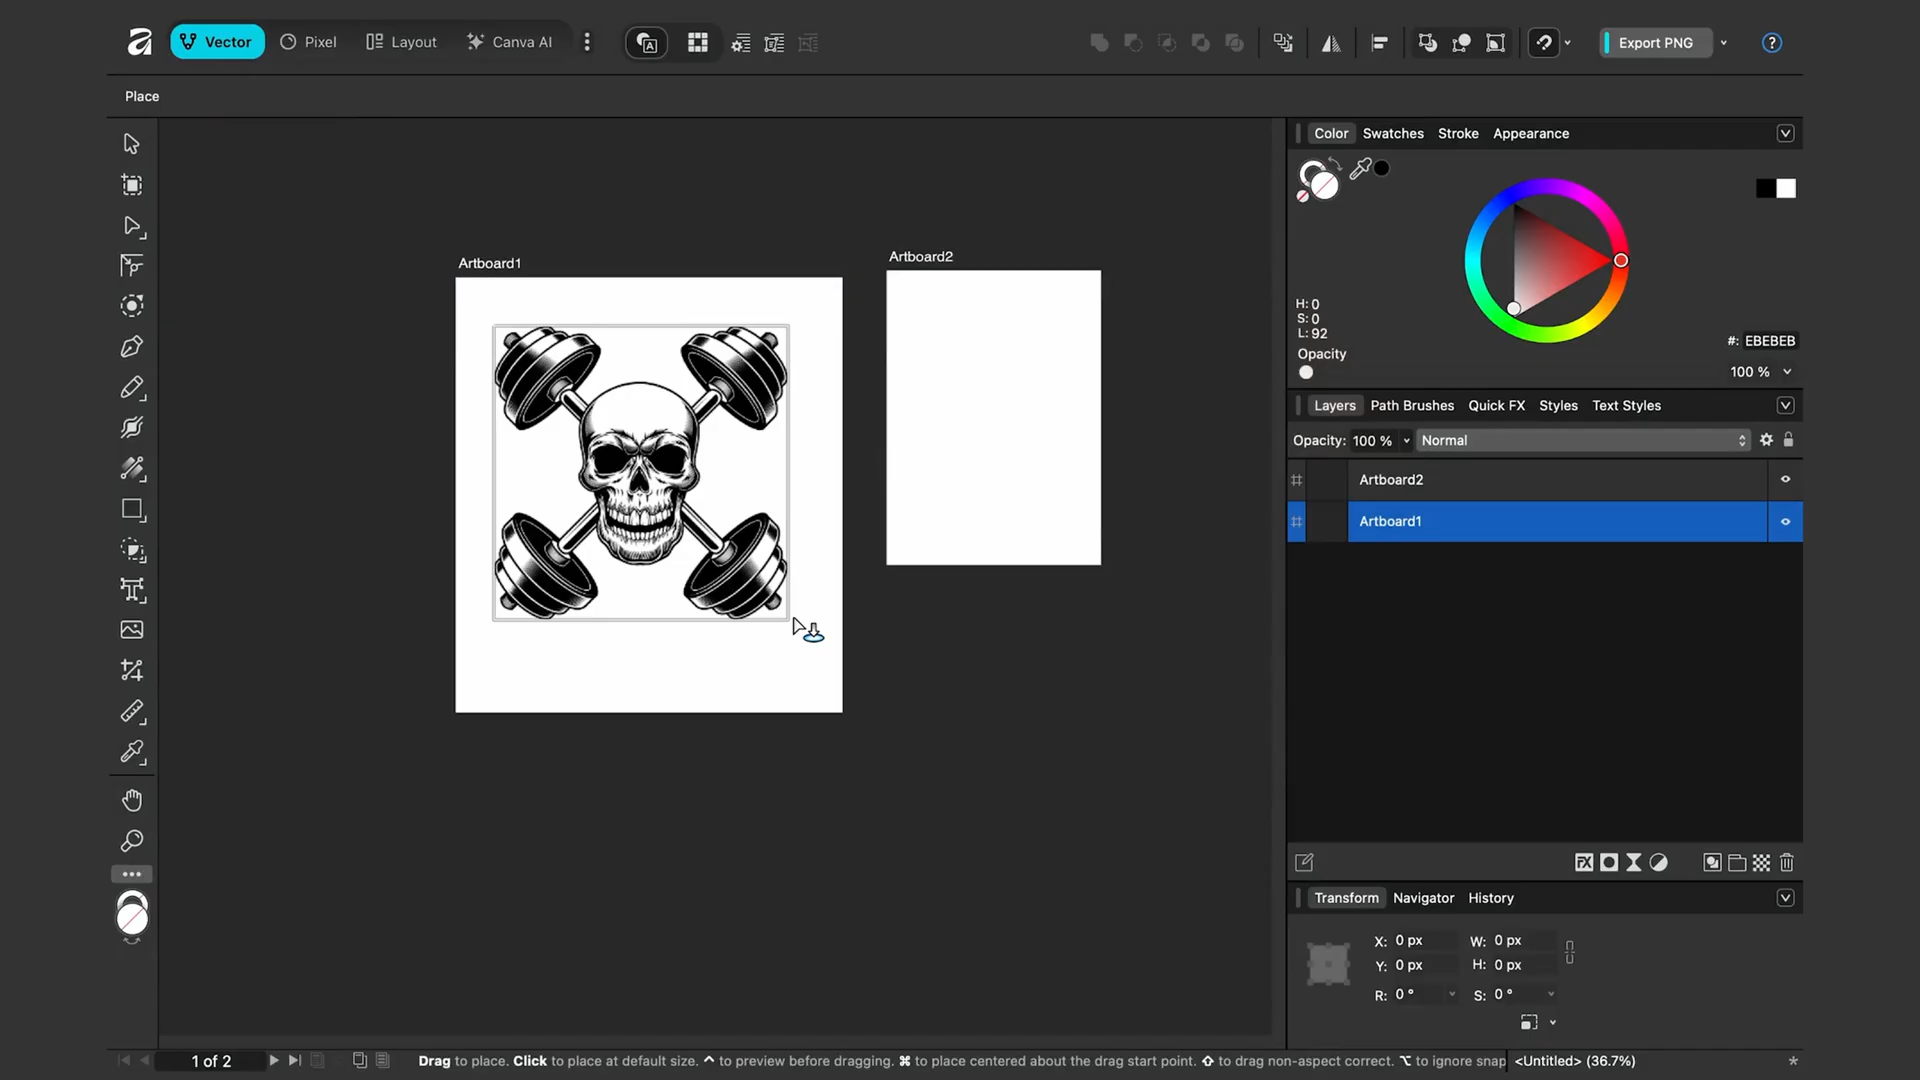 Vector
Pixel
Layout
Canva AI
Export PNG
?
Place
Color
Swatches
Stroke
Appearance
Artboard1
Artboard2
H: 0
S: 0
L: 92
Opacity
#: EBEBEB
100 %
Layers
Path Brushes
Quick FX
Styles
Text Styles
Opacity: 100 %
Normal
Artboard2
Artboard1
FX
Transform
Navigator
History
X: 0 px
W: 0 px
Y: 0 px
H: 0 px
R: 0 °
S: 0 °
1 of 2
Drag to place. Click to place at default size. ^ to preview before dragging. ⌘ to place centered about the drag start point. ⇧ to drag non-aspect correct. ⌥ to ignore snap
<Untitled> (36.7%)
*